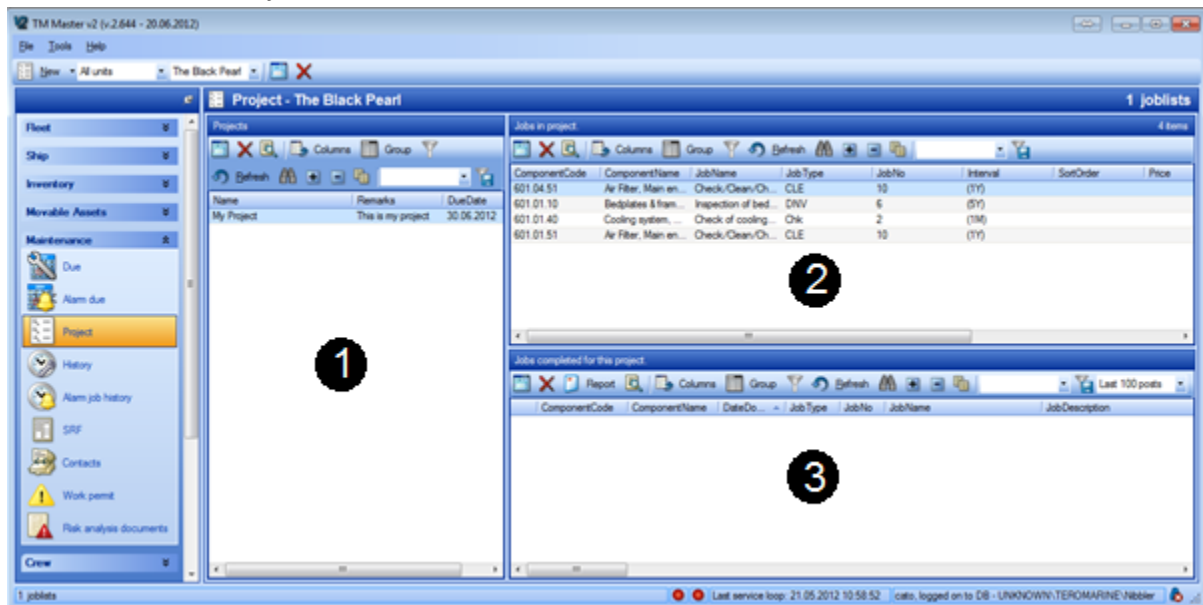 TM Master v2 (v.2.644 - 20.06.2012)
File Tools Help
New All units The Black Pearl
Project - The Black Pearl 1 joblists
Fleet
Ship
Inventory
Movable Assets
Maintenance
Due
Alarm due
Project
History
Alarm job history
SRF
Contacts
Work permit
Risk analysis documents
Crew
Projects
Columns Group
Refresh
Name Remarks DueDate
My Project This is my project 30.06.2012
1
Jobs in project. 4 items
Columns Group Refresh
ComponentCode ComponentName JobName JobType JobNo Interval SortOrder Price
601.04.51 Air Filter, Main en... Check/Clean/Ch... CLE 10 (1Y)
601.01.10 Bedplates & fram... Inspection of bed... DNV 6 (5Y)
601.01.40 Cooling system, ... Check of cooling... Chk 2 (1M)
601.01.51 Air Filter, Main en... Check/Clean/Ch... CLE 10 (1Y)
2
Jobs completed for this project.
Report Columns Group Refresh Last 100 posts
ComponentCode ComponentName DateDo... JobType JobNo JobName JobDescription
3
1 joblists Last service loop: 21.05.2012 10:58:52 cato, logged on to DB - UNKNOWN\TEROMARINE\Nibbler